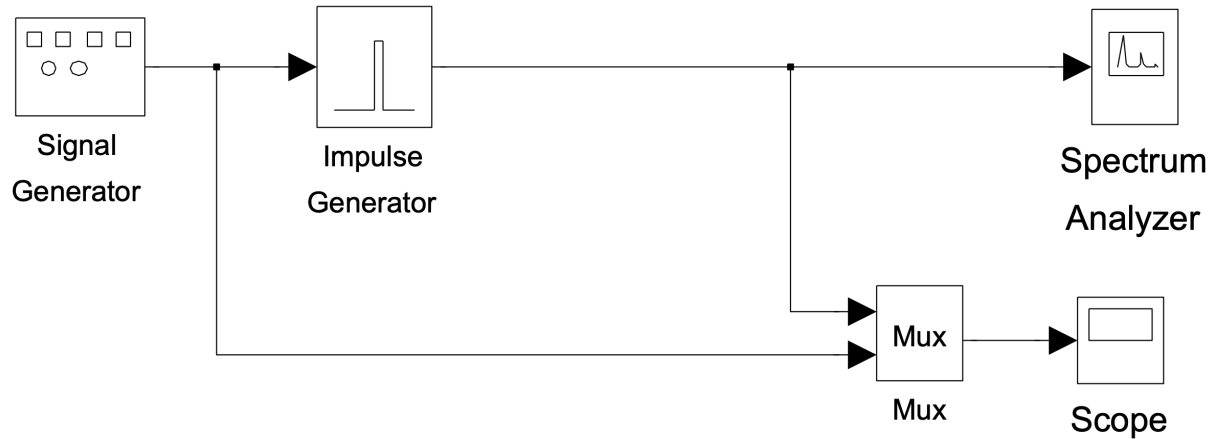 Signal
Generator
Impulse
Generator
Spectrum
Analyzer
Mux
Mux
Scope